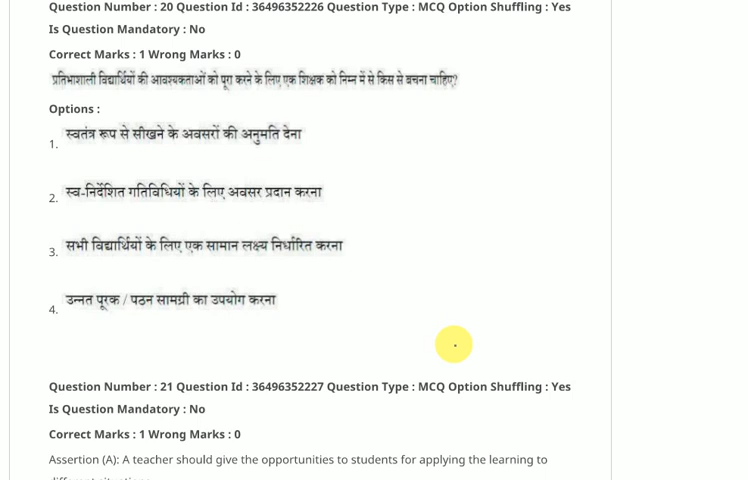 Question Number : 20 Question Id : 36496352226 Question Type : MCQ Option Shuffling : Yes
Is Question Mandatory : No
Correct Marks : 1 Wrong Marks : 0
प्रतिभाशाली विद्यार्थियों की आवश्यकताओं को पूरा करने के लिए एक शिक्षक को निम्न में से किस से बचना चाहिए?
Options :
1. स्वतंत्र रूप से सीखने के अवसरों की अनुमति देना
2. स्व-निर्देशित गतिविधियों के लिए अवसर प्रदान करना
3. सभी विद्यार्थियों के लिए एक सामान लक्ष्य निर्धारित करना
4. उन्नत पूरक / पठन सामग्री का उपयोग करना
Question Number : 21 Question Id : 36496352227 Question Type : MCQ Option Shuffling : Yes
Is Question Mandatory : No
Correct Marks : 1 Wrong Marks : 0
Assertion (A): A teacher should give the opportunities to students for applying the learning to